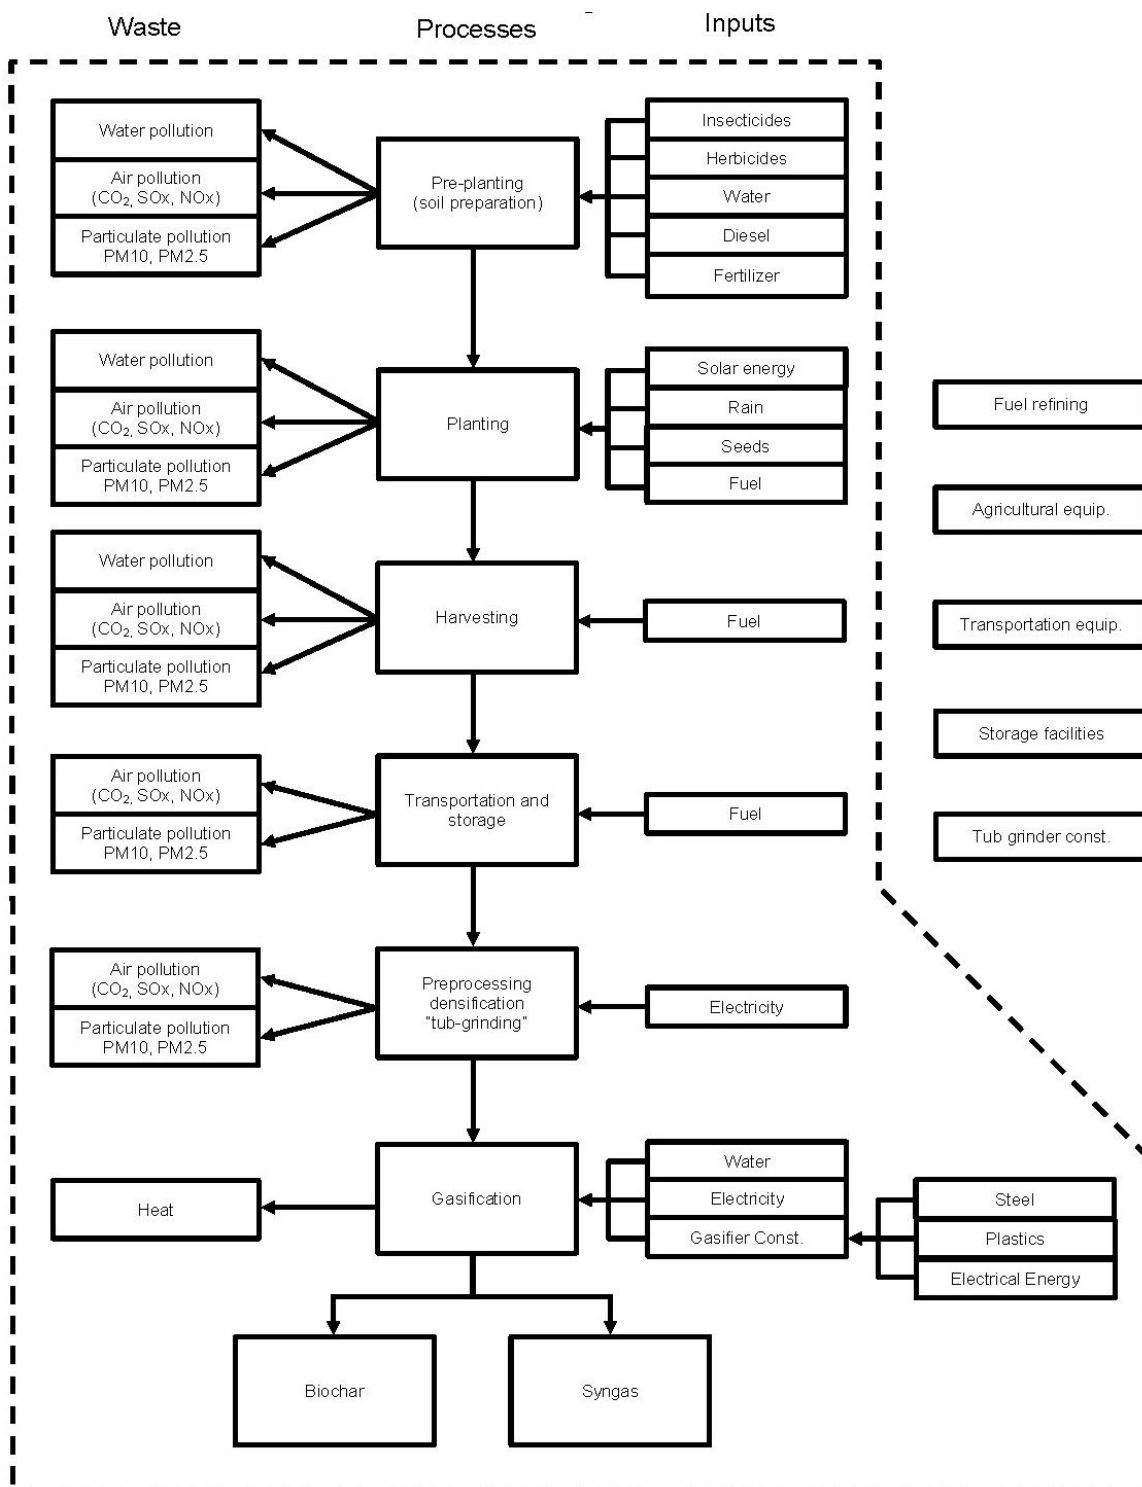 Waste
Processes
Inputs
Water pollution
Air pollution
(CO₂, SOx, NOx)
Particulate pollution
PM10, PM2.5
Pre-planting
(soil preparation)
Insecticides
Herbicides
Water
Diesel
Fertilizer
Water pollution
Air pollution
(CO₂, SOx, NOx)
Particulate pollution
PM10, PM2.5
Planting
Solar energy
Rain
Seeds
Fuel
Fuel refining
Agricultural equip.
Water pollution
Air pollution
(CO₂, SOx, NOx)
Particulate pollution
PM10, PM2.5
Harvesting
Fuel
Transportation equip.
Storage facilities
Air pollution
(CO₂, SOx, NOx)
Particulate pollution
PM10, PM2.5
Transportation and
storage
Fuel
Tub grinder const.
Air pollution
(CO₂, SOx, NOx)
Particulate pollution
PM10, PM2.5
Preprocessing
densification
"tub-grinding"
Electricity
Heat
Gasification
Water
Electricity
Gasifier Const.
Steel
Plastics
Electrical Energy
Biochar
Syngas